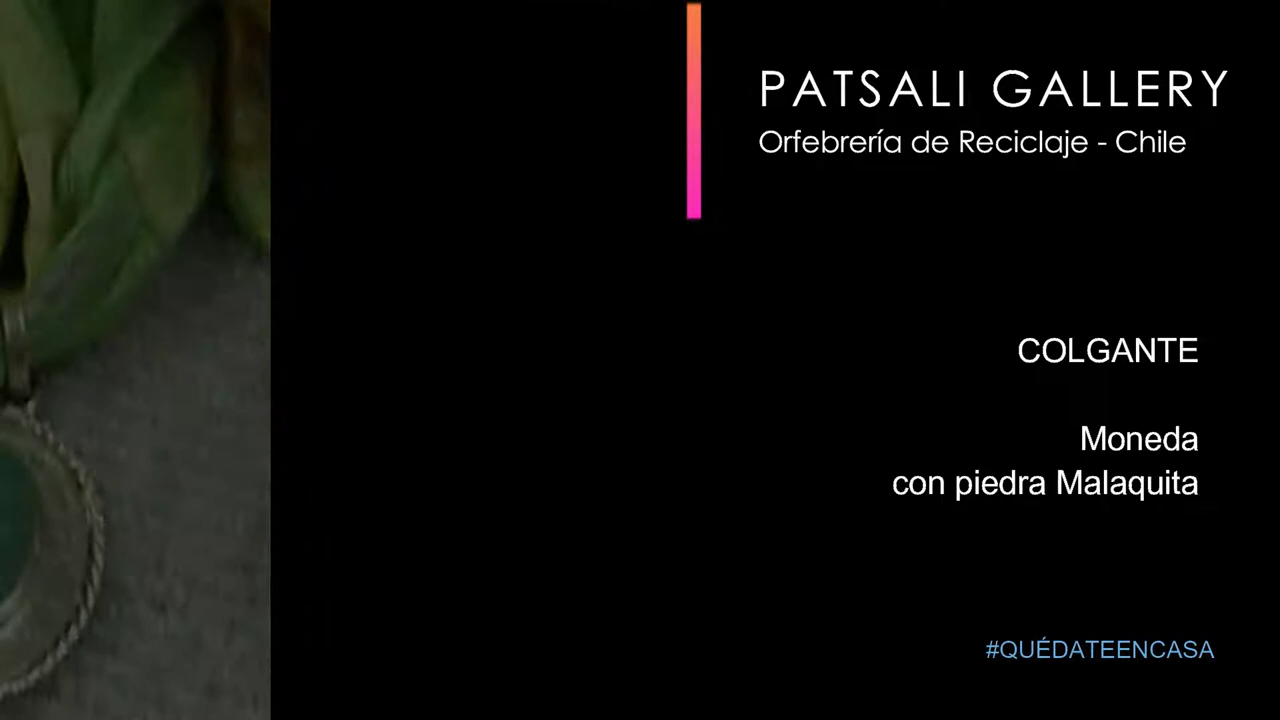 PATSALI GALLERY
Orfebrería de Reciclaje - Chile
COLGANTE
Moneda
con piedra Malaquita
#QUÉDATEENCASA